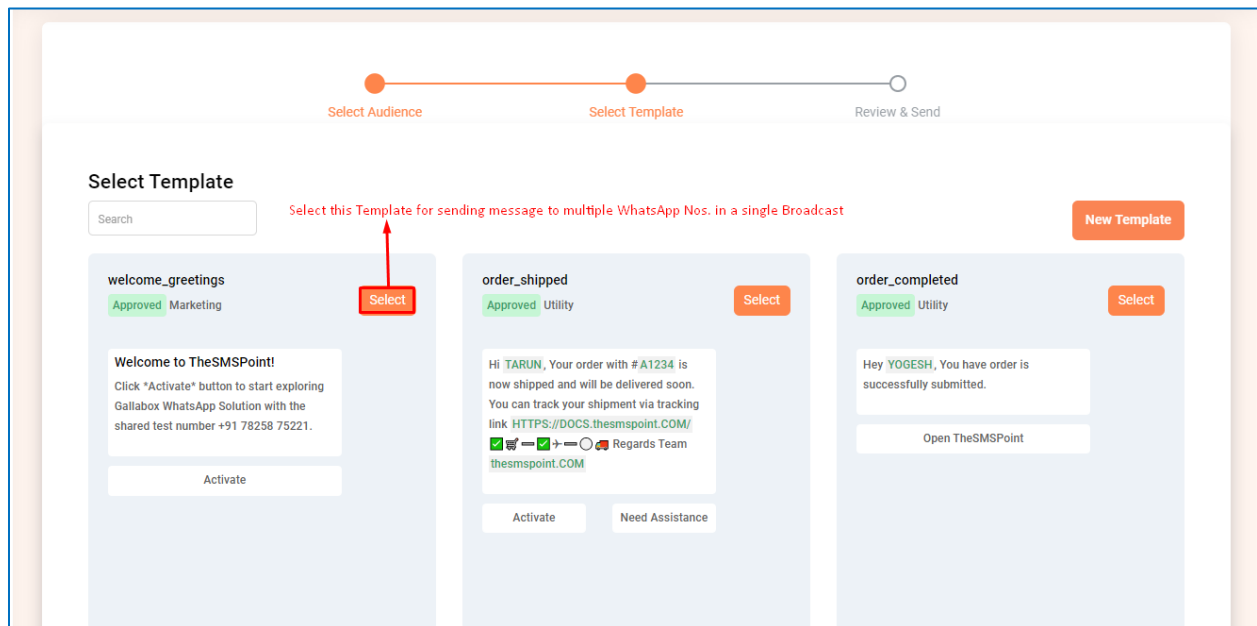 Select Audience Select Template Review & Send
Select Template
Search
Select this Template for sending message to multiple WhatsApp Nos. in a single Broadcast
New Template
welcome_greetings
Approved Marketing
Select
Welcome to TheSMSPoint!
Click *Activate* button to start exploring
Gallabox WhatsApp Solution with the
shared test number +91 78258 75221.
Activate
order_shipped
Approved Utility
Select
Hi TARUN, Your order with #A1234 is
now shipped and will be delivered soon.
You can track your shipment via tracking
link HTTPS://DOCS.thesmspoint.COM/
✅🛒➖✅✈➖⚪🚚 Regards Team
thesmspoint.COM
Activate Need Assistance
order_completed
Approved Utility
Select
Hey YOGESH, You have order is
successfully submitted.
Open TheSMSPoint